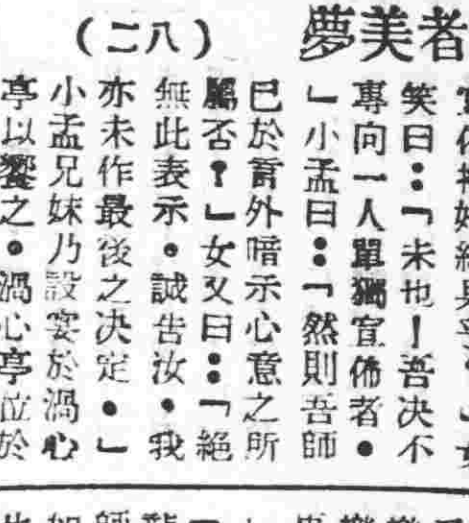 者美夢（八二）
笑曰：「未也！吾决不
專向一人單獨宣佈者。
」小孟曰：「然則吾師
已於言外暗示心意之所
屬否？」女父曰：「絕
無此表示。誠告汝。我
亦未作最後之决定。」
小孟兄妹乃設宴於渦心
亭以饗之。渦心亭位於